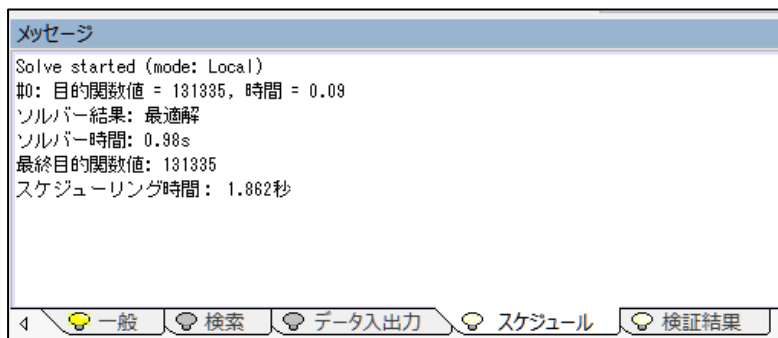 メッセージ
Solve started (mode: Local)
#0: 目的関数値 = 131335, 時間 = 0.09
ソルバー結果: 最適解
ソルバー時間: 0.98s
最終目的関数値: 131335
スケジューリング時間: 1.862秒
一般 検索 データ入出力 スケジュール 検証結果